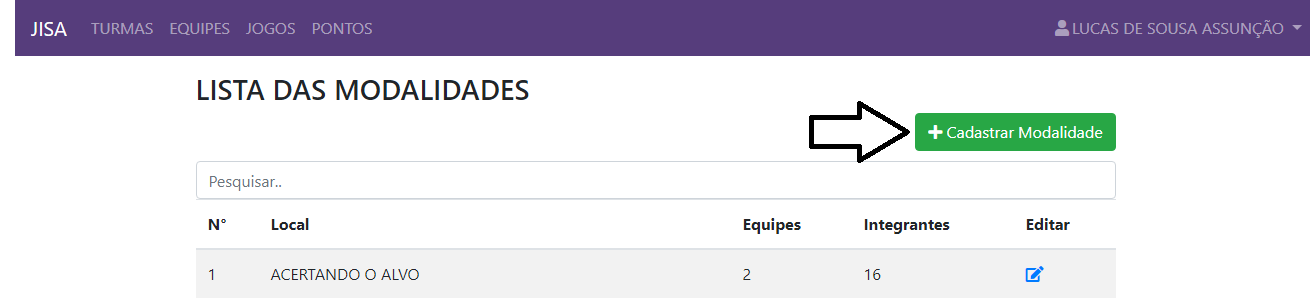 JISA TURMAS EQUIPES JOGOS PONTOS LUCAS DE SOUSA ASSUNÇÃO
LISTA DAS MODALIDADES
Cadastrar Modalidade
Pesquisar..
N° Local Equipes Integrantes Editar
1 ACERTANDO O ALVO 2 16